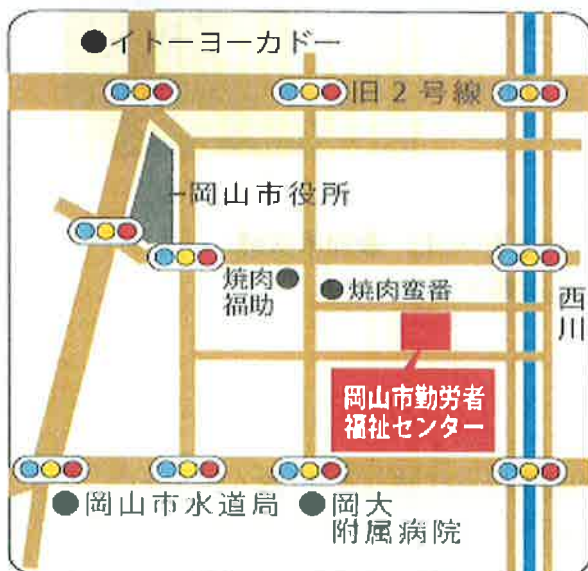 ●イトーヨーカドー
旧2号線
岡山市役所
焼肉
福助●
●焼肉蛮番
西川
岡山市勤労者
福祉センター
●岡山市水道局
●岡大
附属病院